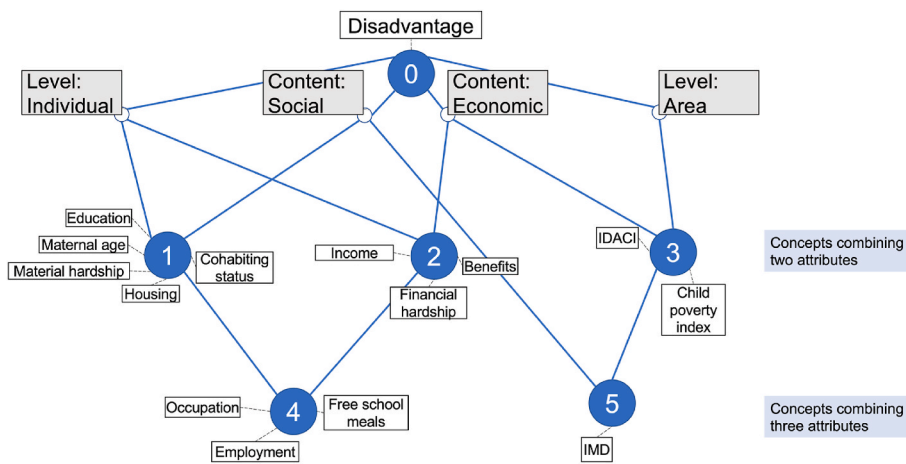 Disadvantage
0
Level:
Individual
Content:
Social
Content:
Economic
Level:
Area
Education
Maternal age
Material hardship
Housing
1
Cohabiting
status
Income
2
Benefits
Financial
hardship
IDACI
3
Child
poverty
index
Concepts combining
two attributes
Occupation
4
Free school
meals
Employment
5
IMD
Concepts combining
three attributes